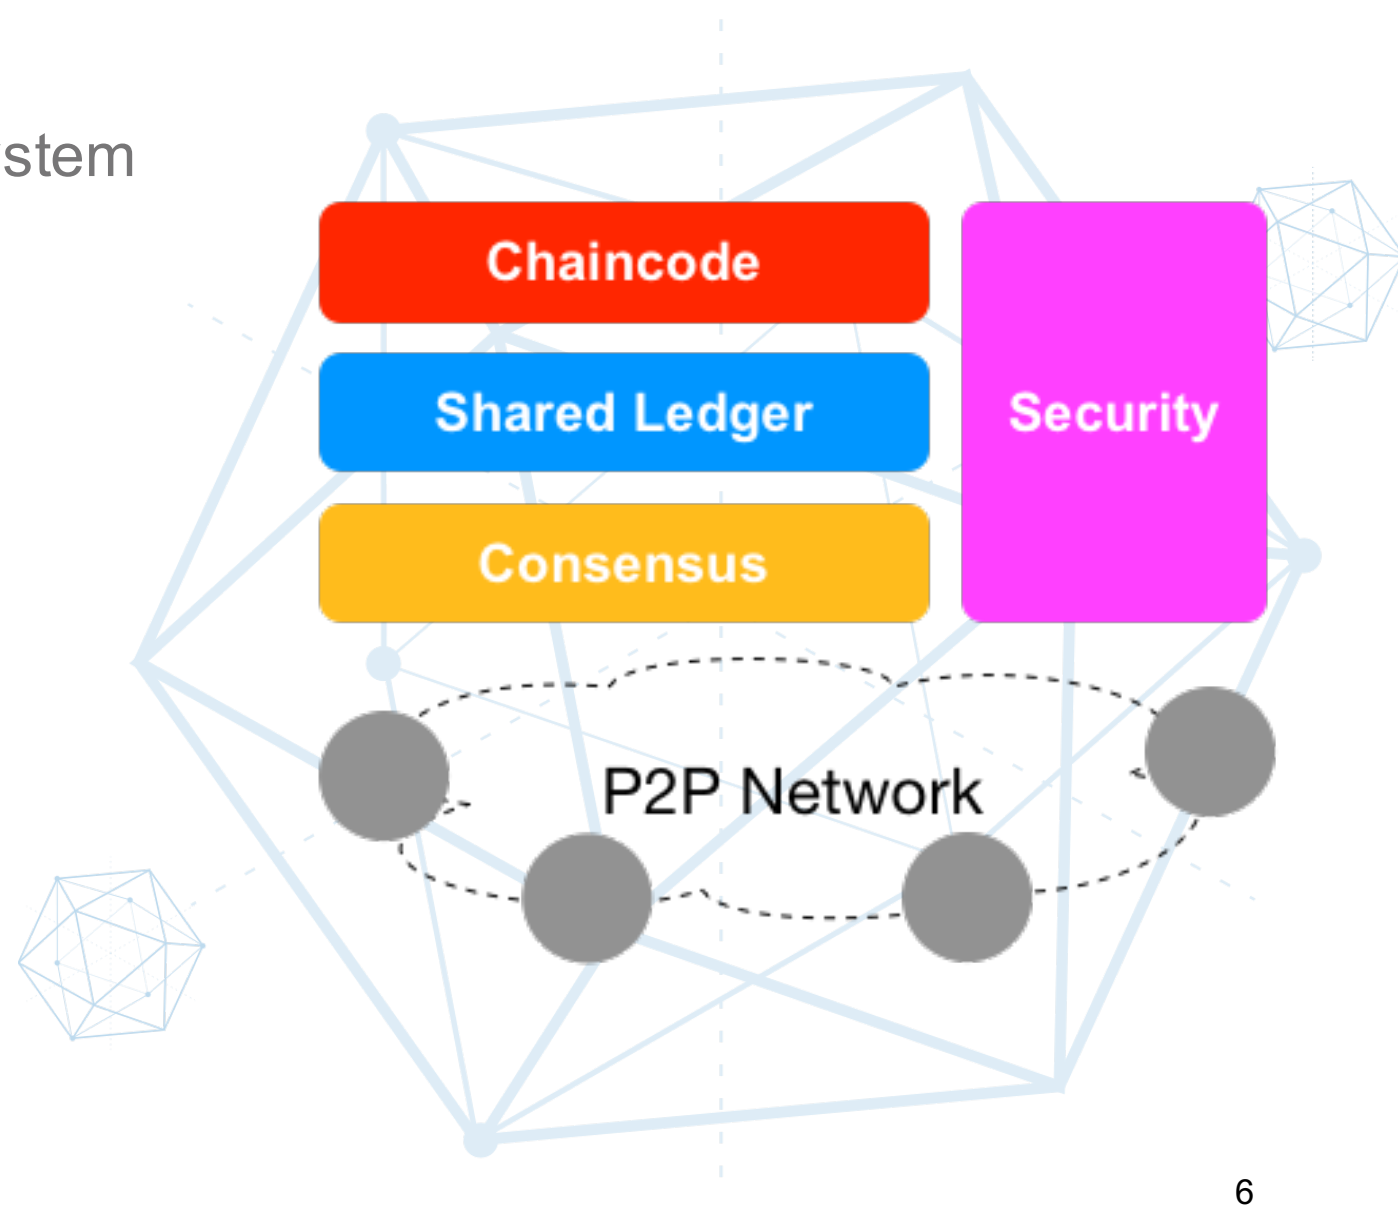 stem
Chaincode
Shared Ledger
Security
Consensus
P2P Network
6